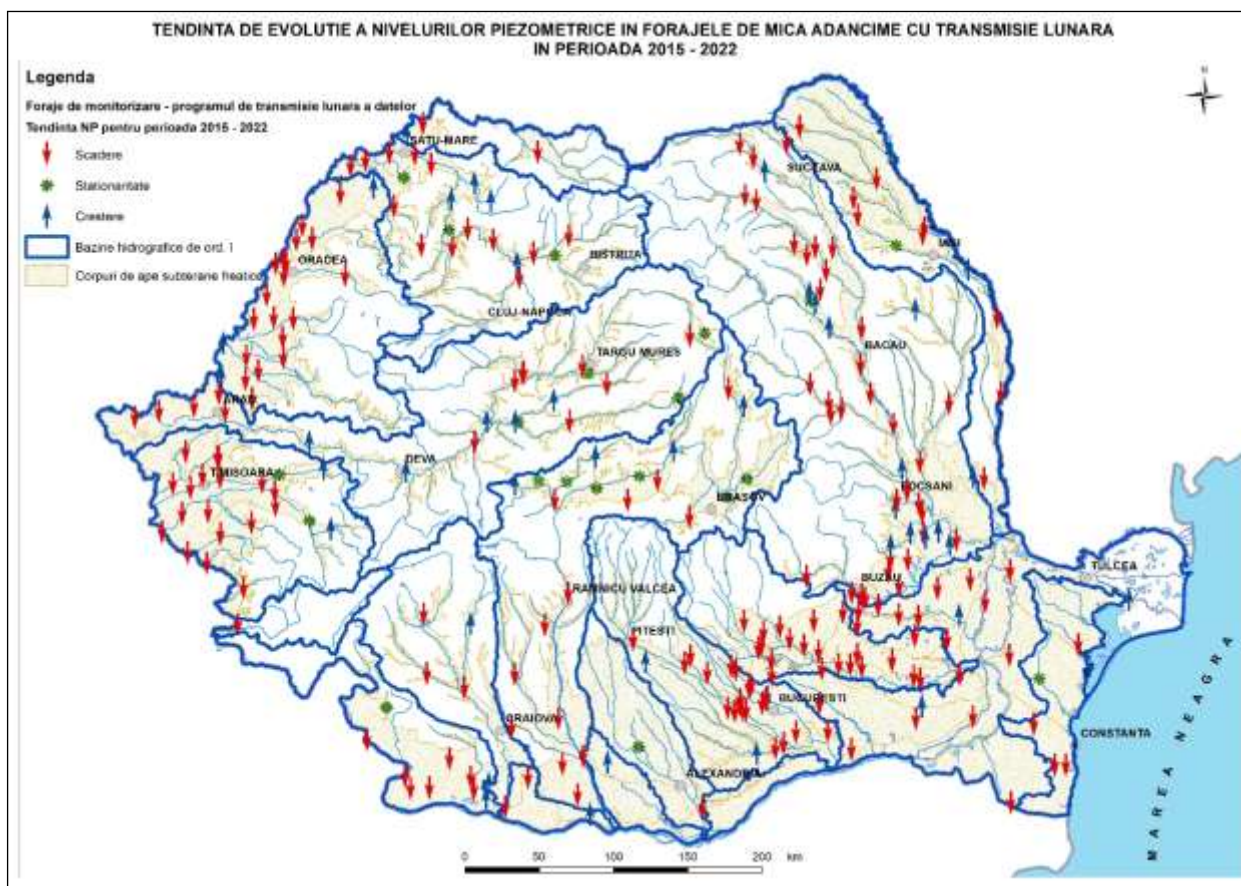 TENDINTA DE EVOLUTIE A NIVELURILOR PIEZOMETRICE IN FORAJELE DE MICA ADANCIME CU TRANSMISIE LUNARA
IN PERIOADA 2015 - 2022
Legenda
Foraje de monitorizare - programul de transmisie lunara a datelor
Tendinta NP pentru perioada 2015 - 2022
Scadere
Stationaritate
Crestere
Bazine hidrografice de ord. I
Corpuri de ape subterane freatice
N
SATU-MARE
SUCEAVA
IASI
BISTRITA
ORADEA
CLUJ-NAPOCA
TARGU MURES
BACAU
ARAD
DEVA
TIMISOARA
FOCSANI
BRASOV
TULCEA
BUZAU
RAMNICU VALCEA
PITESTI
BUCURESTI
CRAIOVA
CONSTANTA
ALEXANDRIA
MAREA NEAGRA
0 50 100 150 200 km